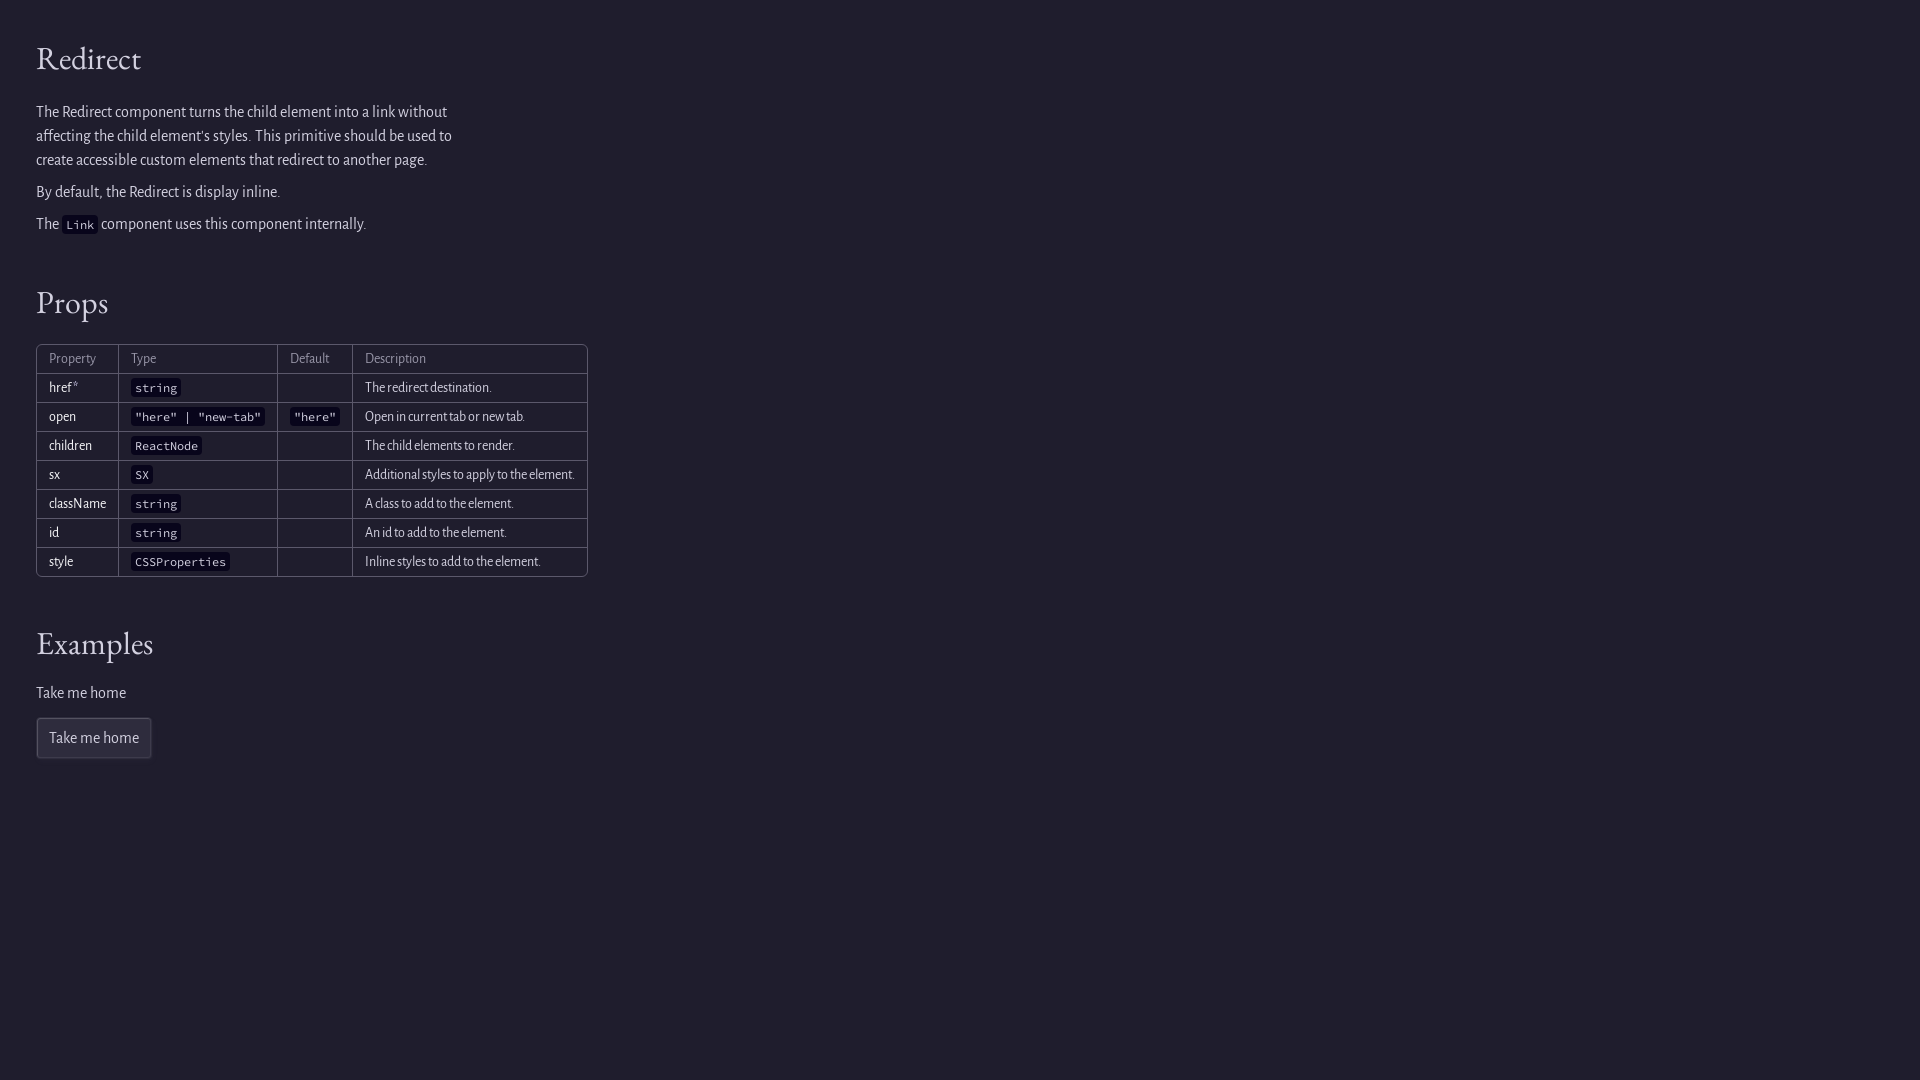 Redirect
The Redirect component turns the child element into a link without
affecting the child element's styles. This primitive should be used to
create accessible custom elements that redirect to another page.
By default, the Redirect is display inline.
The Link component uses this component internally.
Props
Property Type Default Description
href* string The redirect destination.
open "here" | "new-tab" "here" Open in current tab or new tab.
children ReactNode The child elements to render.
sx SX Additional styles to apply to the element.
className string A class to add to the element.
id string An id to add to the element.
style CSSProperties Inline styles to add to the element.
Examples
Take me home
Take me home